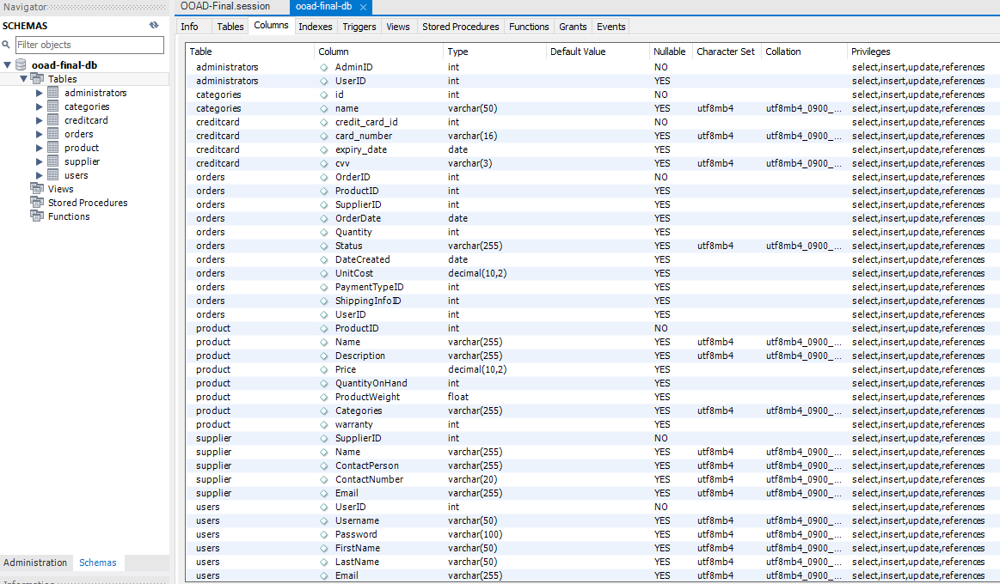 Navigator
SCHEMAS
Filter objects
ooad-final-db
Tables
administrators
categories
creditcard
orders
product
supplier
users
Views
Stored Procedures
Functions
Administration Schemas
Information
OOAD-Final.session ooad-final-db
Info Tables Columns Indexes Triggers Views Stored Procedures Functions Grants Events
Table Column Type Default Value Nullable Character Set Collation Privileges
administrators AdminID int NO select,insert,update,references
administrators UserID int YES select,insert,update,references
categories id int NO select,insert,update,references
categories name varchar(50) YES utf8mb4 utf8mb4_0900_... select,insert,update,references
creditcard credit_card_id int NO select,insert,update,references
creditcard card_number varchar(16) YES utf8mb4 utf8mb4_0900_... select,insert,update,references
creditcard expiry_date date YES select,insert,update,references
creditcard cvv varchar(3) YES utf8mb4 utf8mb4_0900_... select,insert,update,references
orders OrderID int NO select,insert,update,references
orders ProductID int YES select,insert,update,references
orders SupplierID int YES select,insert,update,references
orders OrderDate date YES select,insert,update,references
orders Quantity int YES select,insert,update,references
orders Status varchar(255) YES utf8mb4 utf8mb4_0900_... select,insert,update,references
orders DateCreated date YES select,insert,update,references
orders UnitCost decimal(10,2) YES select,insert,update,references
orders PaymentTypeID int YES select,insert,update,references
orders ShippingInfoID int YES select,insert,update,references
orders UserID int YES select,insert,update,references
product ProductID int NO select,insert,update,references
product Name varchar(255) YES utf8mb4 utf8mb4_0900_... select,insert,update,references
product Description varchar(255) YES utf8mb4 utf8mb4_0900_... select,insert,update,references
product Price decimal(10,2) YES select,insert,update,references
product QuantityOnHand int YES select,insert,update,references
product ProductWeight float YES select,insert,update,references
product Categories varchar(255) YES utf8mb4 utf8mb4_0900_... select,insert,update,references
product warranty int YES select,insert,update,references
supplier SupplierID int NO select,insert,update,references
supplier Name varchar(255) YES utf8mb4 utf8mb4_0900_... select,insert,update,references
supplier ContactPerson varchar(255) YES utf8mb4 utf8mb4_0900_... select,insert,update,references
supplier ContactNumber varchar(20) YES utf8mb4 utf8mb4_0900_... select,insert,update,references
supplier Email varchar(255) YES utf8mb4 utf8mb4_0900_... select,insert,update,references
users UserID int NO select,insert,update,references
users Username varchar(50) YES utf8mb4 utf8mb4_0900_... select,insert,update,references
users Password varchar(100) YES utf8mb4 utf8mb4_0900_... select,insert,update,references
users FirstName varchar(50) YES utf8mb4 utf8mb4_0900_... select,insert,update,references
users LastName varchar(50) YES utf8mb4 utf8mb4_0900_... select,insert,update,references
users Email varchar(255) YES utf8mb4 utf8mb4_0900_... select,insert,update,references